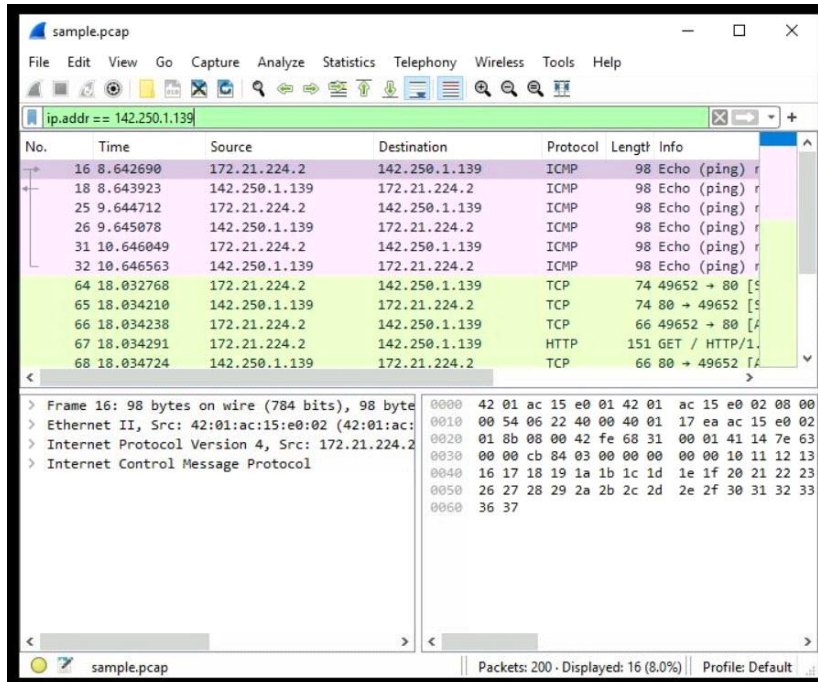 sample.pcap
File Edit View Go Capture Analyze Statistics Telephony Wireless Tools Help
ip.addr == 142.250.1.139
No. Time Source Destination Protocol Length Info
16 8.642690 172.21.224.2 142.250.1.139 ICMP 98 Echo (ping) r
18 8.643923 142.250.1.139 172.21.224.2 ICMP 98 Echo (ping) r
25 9.644712 172.21.224.2 142.250.1.139 ICMP 98 Echo (ping) r
26 9.645078 142.250.1.139 172.21.224.2 ICMP 98 Echo (ping) r
31 10.646049 172.21.224.2 142.250.1.139 ICMP 98 Echo (ping) r
32 10.646563 142.250.1.139 172.21.224.2 ICMP 98 Echo (ping) r
64 18.032768 172.21.224.2 142.250.1.139 TCP 74 49652 → 80 [S
65 18.034210 142.250.1.139 172.21.224.2 TCP 74 80 → 49652 [S
66 18.034238 172.21.224.2 142.250.1.139 TCP 66 49652 → 80 [A
67 18.034291 172.21.224.2 142.250.1.139 HTTP 151 GET / HTTP/1.
68 18.034724 142.250.1.139 172.21.224.2 TCP 66 80 → 49652 [A
> Frame 16: 98 bytes on wire (784 bits), 98 byte
> Ethernet II, Src: 42:01:ac:15:e0:02 (42:01:ac:
> Internet Protocol Version 4, Src: 172.21.224.2
> Internet Control Message Protocol
0000 42 01 ac 15 e0 01 42 01 ac 15 e0 02 08 00
0010 00 54 06 22 40 00 40 01 17 ea ac 15 e0 02
0020 01 8b 08 00 42 fe 68 31 00 01 41 14 7e 63
0030 00 00 cb 84 03 00 00 00 00 00 10 11 12 13
0040 16 17 18 19 1a 1b 1c 1d 1e 1f 20 21 22 23
0050 26 27 28 29 2a 2b 2c 2d 2e 2f 30 31 32 33
0060 36 37
sample.pcap Packets: 200 · Displayed: 16 (8.0%) Profile: Default